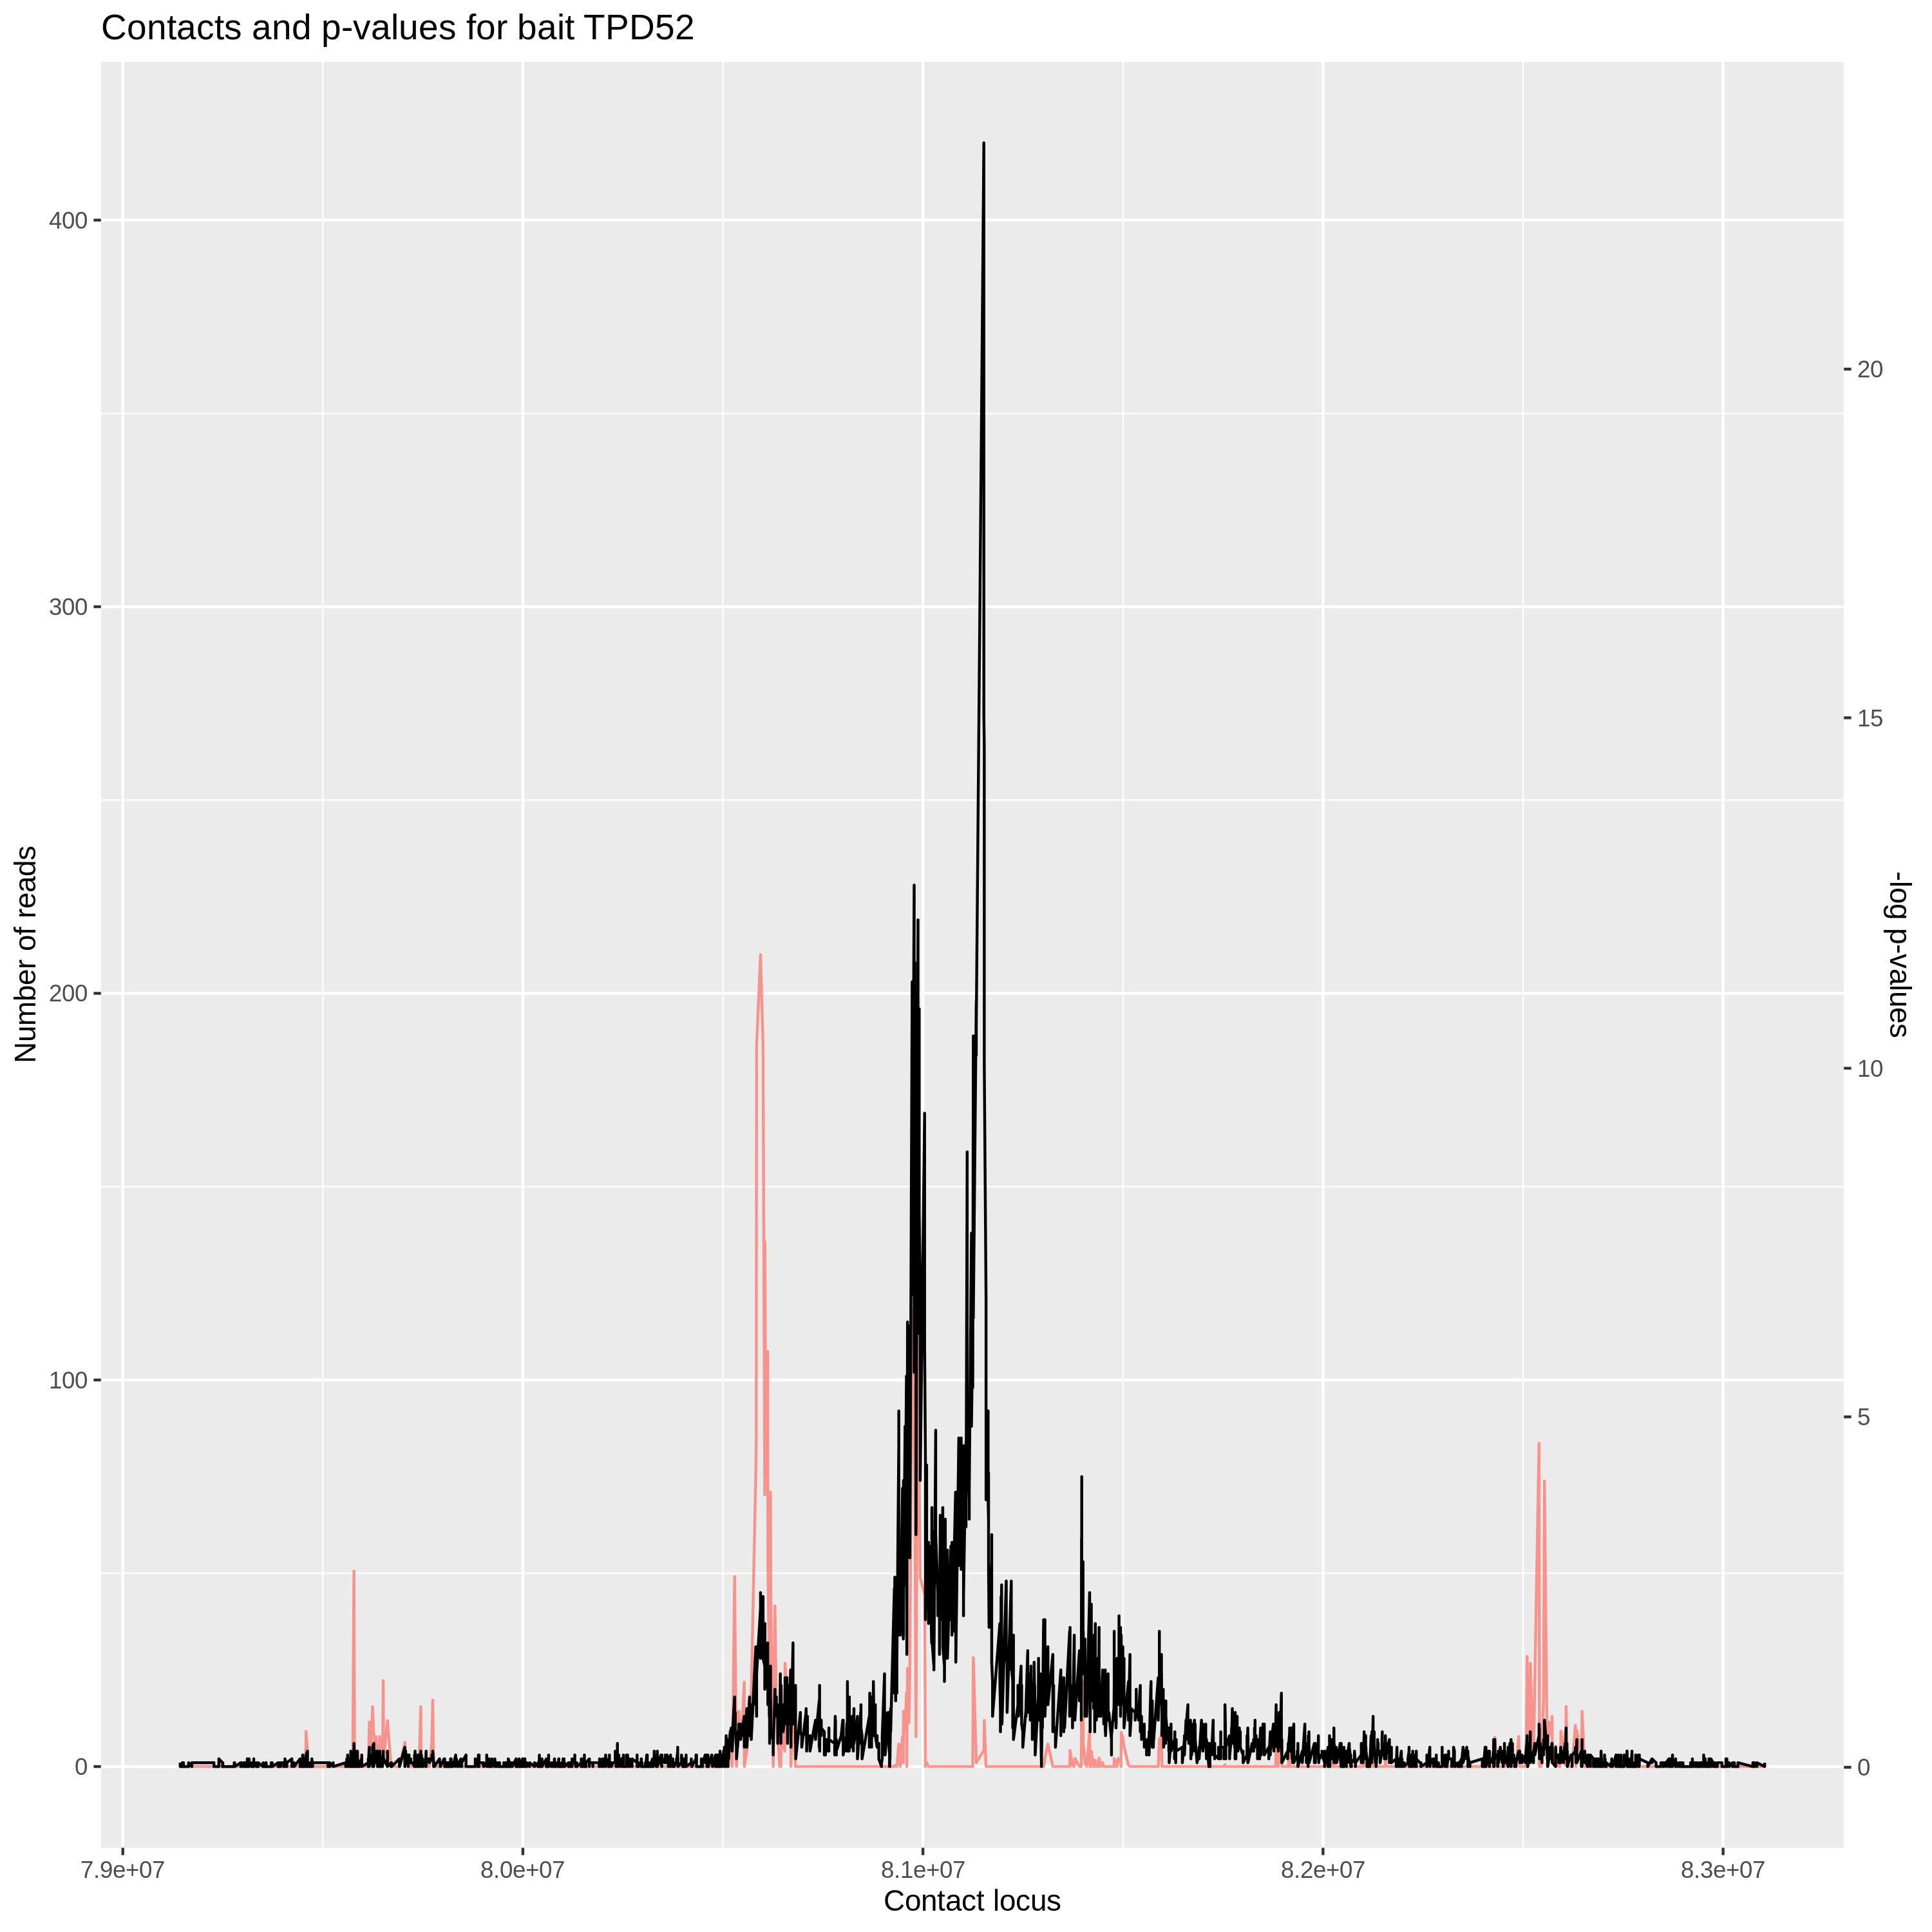 Contacts and p-values for bait TPD52
Number of reads
400
300
200
100
0
20
15
10
5
0
-log p-values
7.9e+07 8.0e+07 8.1e+07 8.2e+07 8.3e+07
Contact locus